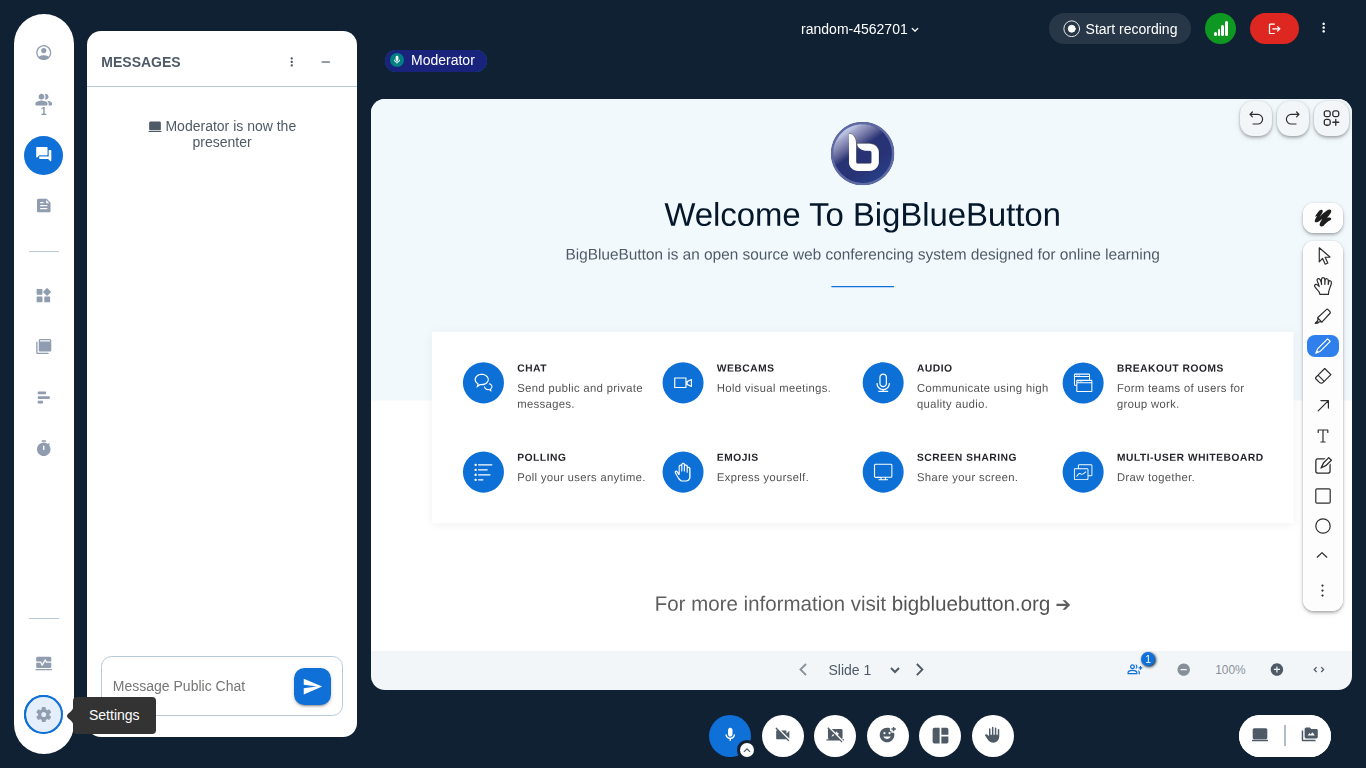 random-4562701
Start recording
1
MESSAGES
Moderator
Moderator is now the
presenter
Welcome To BigBlueButton
BigBlueButton is an open source web conferencing system designed for online learning
CHAT
Send public and private
messages.
WEBCAMS
Hold visual meetings.
AUDIO
Communicate using high
quality audio.
BREAKOUT ROOMS
Form teams of users for
group work.
POLLING
Poll your users anytime.
EMOJIS
Express yourself.
SCREEN SHARING
Share your screen.
MULTI-USER WHITEBOARD
Draw together.
For more information visit bigbluebutton.org ➔
Message Public Chat
Settings
Slide 1
1
100%